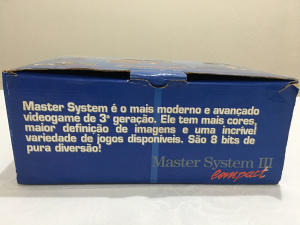 Master System é o mais moderno e avançado
videogame de 3ª geração. Ele tem mais cores,
maior definição de imagens e uma incrível
variedade de jogos disponíveis. São 8 bits de
pura diversão!
Master System III
compact